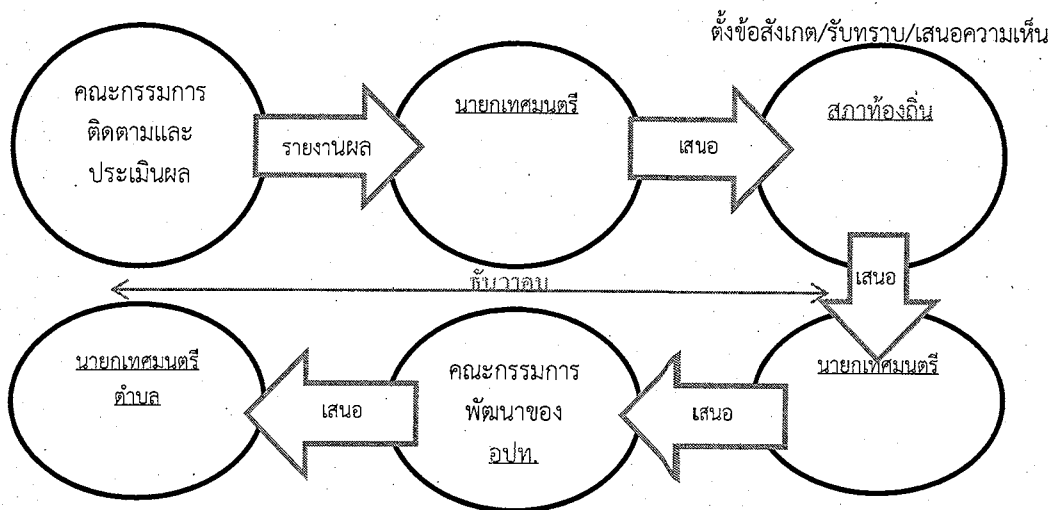 ตั้งข้อสังเกต/รับทราบ/เสนอความเห็น
คณะกรรมการ
ติดตามและ
ประเมินผล
รายงานผล
นายกเทศมนตรี
เสนอ
สภาท้องถิ่น
เสนอ
ธันวาคม
นายกเทศมนตรี
เสนอ
คณะกรรมการ
พัฒนาของ
อปท.
เสนอ
นายกเทศมนตรี
ตำบล